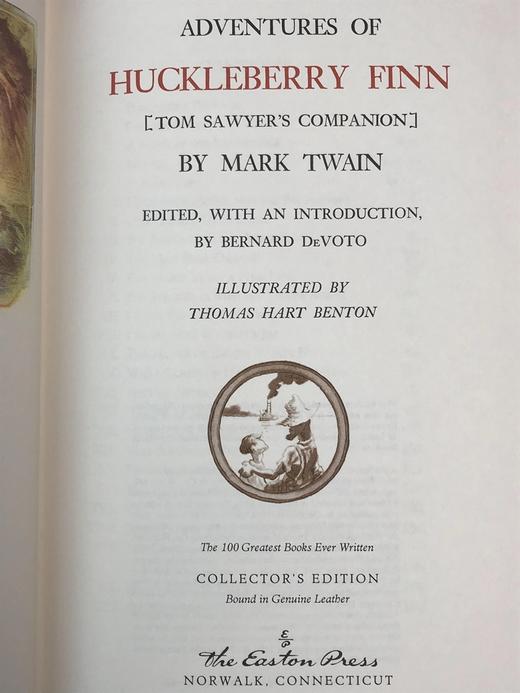 ADVENTURES OF
HUCKLEBERRY FINN
[TOM SAWYER'S COMPANION]
BY MARK TWAIN
EDITED, WITH AN INTRODUCTION,
BY BERNARD DeVOTO
ILLUSTRATED BY
THOMAS HART BENTON
The 100 Greatest Books Ever Written
COLLECTOR'S EDITION
Bound in Genuine Leather
E
P
the Easton Press
NORWALK, CONNECTICUT